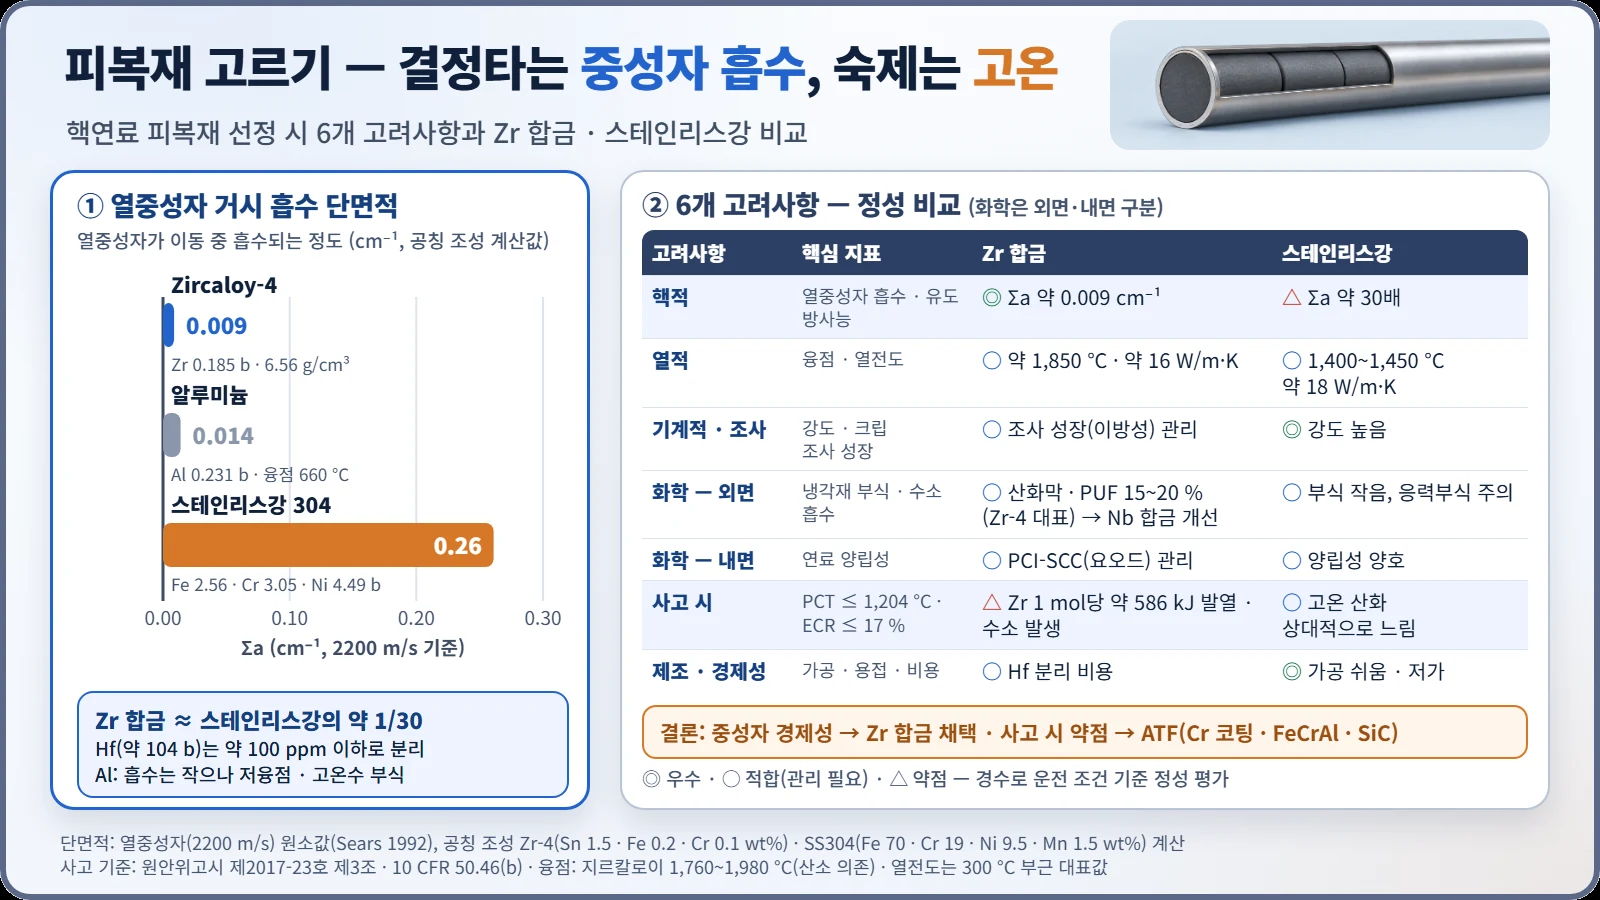 피복재 고르기 — 결정타는 중성자 흡수, 숙제는 고온
핵연료 피복재 선정 시 6개 고려사항과 Zr 합금 · 스테인리스강 비교
① 열중성자 거시 흡수 단면적
열중성자가 이동 중 흡수되는 정도 (cm⁻¹, 공칭 조성 계산값)
Zircaloy-4
0.009
Zr 0.185 b · 6.56 g/cm³
알루미늄
0.014
Al 0.231 b · 융점 660 °C
스테인리스강 304
0.26
Fe 2.56 · Cr 3.05 · Ni 4.49 b
0.00 0.10 0.20 0.30
Σa (cm⁻¹, 2200 m/s 기준)
Zr 합금 ≈ 스테인리스강의 약 1/30
Hf(약 104 b)는 약 100 ppm 이하로 분리
Al: 흡수는 작으나 저융점 · 고온수 부식
② 6개 고려사항 — 정성 비교 (화학은 외면·내면 구분)
고려사항 핵심 지표 Zr 합금 스테인리스강
핵적 열중성자 흡수 · 유도 ◎ Σa 약 0.009 cm⁻¹ △ Σa 약 30배
방사능
열적 융점 · 열전도 ○ 약 1,850 °C · 약 16 W/m·K ○ 1,400~1,450 °C
약 18 W/m·K
기계적 · 조사 강도 · 크립 ○ 조사 성장(이방성) 관리 ◎ 강도 높음
조사 성장
화학 — 외면 냉각재 부식 · 수소 ○ 산화막 · PUF 15~20 % ○ 부식 작음, 응력부식 주의
흡수 (Zr-4 대표) → Nb 합금 개선
화학 — 내면 연료 양립성 ○ PCI-SCC(요오드) 관리 ○ 양립성 양호
사고 시 PCT ≤ 1,204 °C · △ Zr 1 mol당 약 586 kJ 발열 · ○ 고온 산화
ECR ≤ 17 % 수소 발생 상대적으로 느림
제조 · 경제성 가공 · 용접 · 비용 ○ Hf 분리 비용 ◎ 가공 쉬움 · 저가
결론: 중성자 경제성 → Zr 합금 채택 · 사고 시 약점 → ATF(Cr 코팅 · FeCrAl · SiC)
◎ 우수 · ○ 적합(관리 필요) · △ 약점 — 경수로 운전 조건 기준 정성 평가
단면적: 열중성자(2200 m/s) 원소값(Sears 1992), 공칭 조성 Zr-4(Sn 1.5 · Fe 0.2 · Cr 0.1 wt%) · SS304(Fe 70 · Cr 19 · Ni 9.5 · Mn 1.5 wt%) 계산
사고 기준: 원안위고시 제2017-23호 제3조 · 10 CFR 50.46(b) · 융점: 지르칼로이 1,760~1,980 °C(산소 의존) · 열전도는 300 °C 부근 대표값